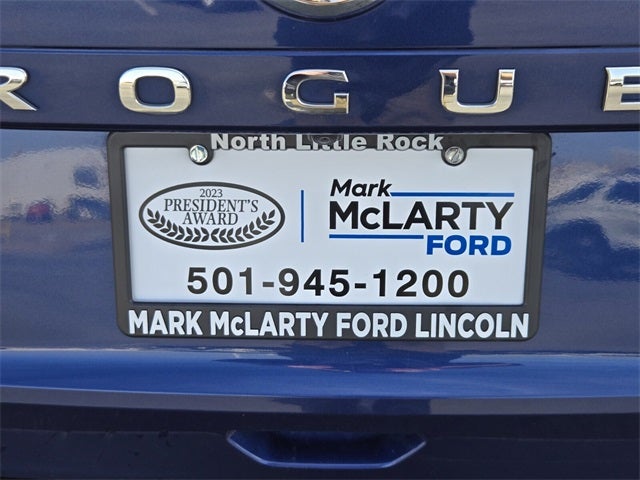 ROGUE
North Little Rock
2023
PRESIDENT'S
AWARD
Mark
McLARTY
FORD
501-945-1200
MARK McLARTY FORD LINCOLN